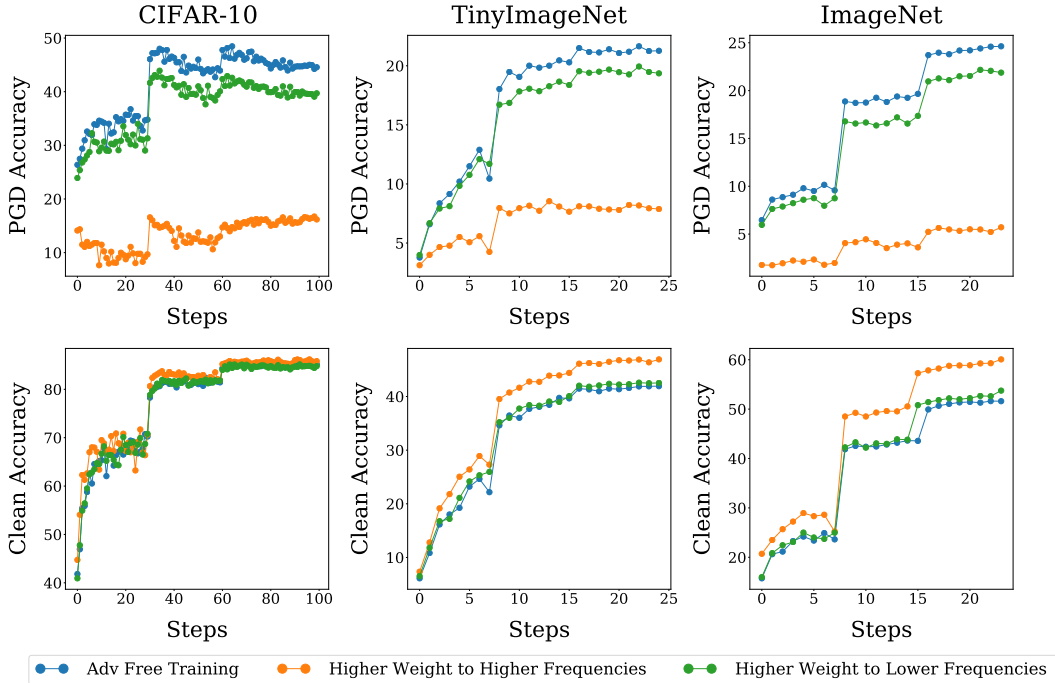 CIFAR-10
TinyImageNet
ImageNet
PGD Accuracy
50
40
30
20
10
0 20 40 60 80 100
Steps
PGD Accuracy
20
15
10
5
0 5 10 15 20 25
Steps
PGD Accuracy
25
20
15
10
5
0 5 10 15 20
Steps
Clean Accuracy
80
70
60
50
40
0 20 40 60 80 100
Steps
Clean Accuracy
40
30
20
10
0 5 10 15 20 25
Steps
Clean Accuracy
60
50
40
30
20
0 5 10 15 20
Steps
Adv Free Training
Higher Weight to Higher Frequencies
Higher Weight to Lower Frequencies